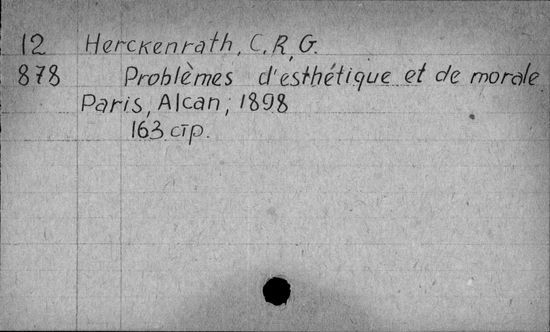 12 Herckenrath, C. R. G.
878 Problèmes d'esthétique et de morale.
Paris, Alcan, 1898
163 стр.